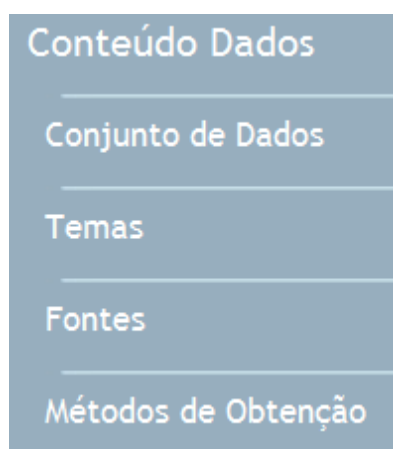 Conteúdo Dados
Conjunto de Dados
Temas
Fontes
Métodos de Obtenção